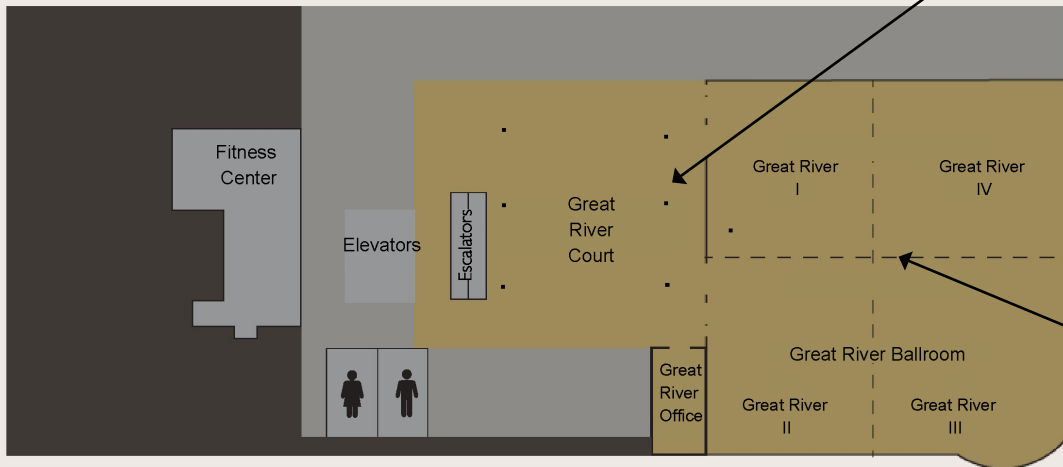 Fitness
Center
Elevators
Escalators
Great
River
Court
Great River
I
Great River
IV
Great River Ballroom
Great
River
Office
Great River
II
Great River
III